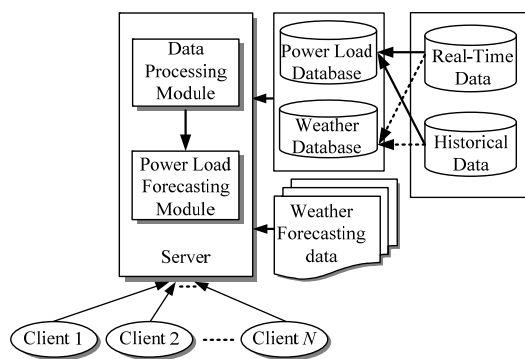 Data
Processing
Module
Power Load
Forecasting
Module
Server
Power Load
Database
Weather
Database
Real-Time
Data
Historical
Data
Weather
Forecasting
data
Client 1
Client 2
Client N